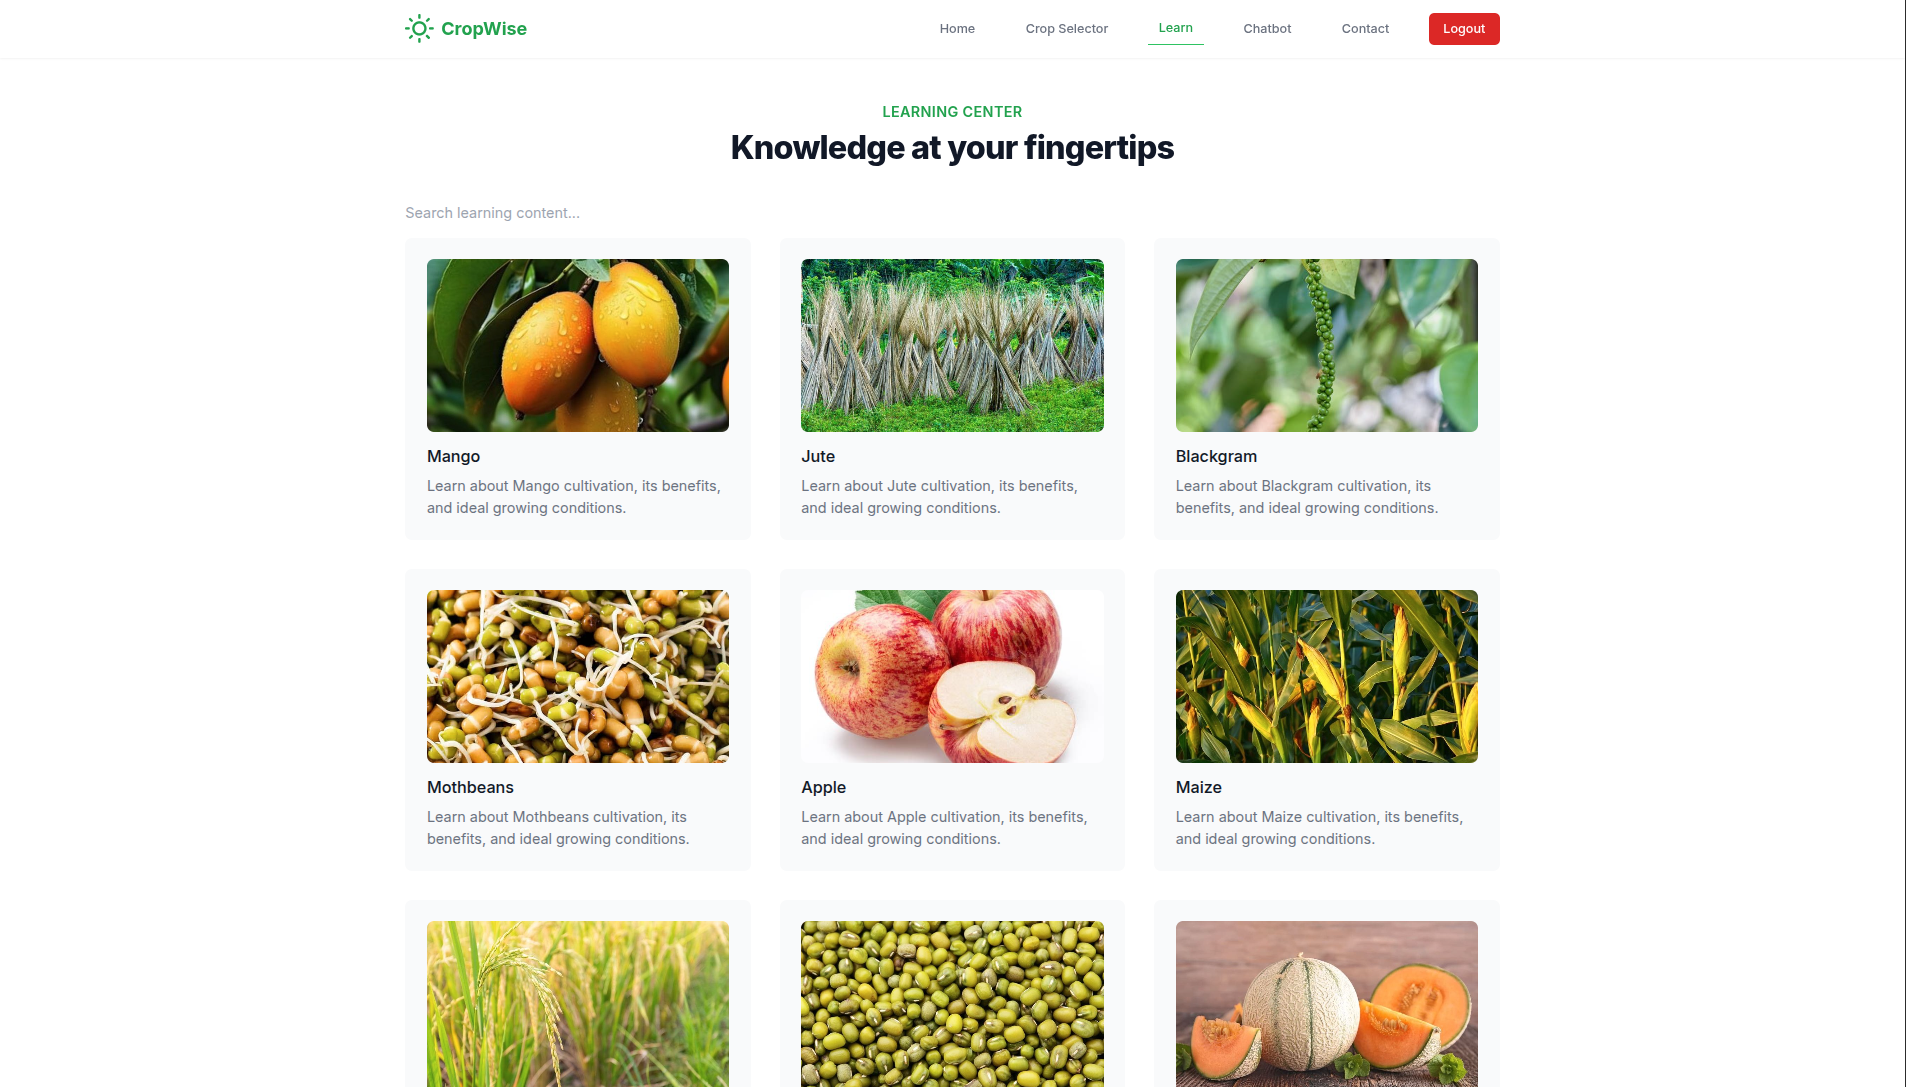 CropWise
Home
Crop Selector
Learn
Chatbot
Contact
Logout
LEARNING CENTER
Knowledge at your fingertips
Search learning content...
Mango
Learn about Mango cultivation, its benefits,
and ideal growing conditions.
Jute
Learn about Jute cultivation, its benefits,
and ideal growing conditions.
Blackgram
Learn about Blackgram cultivation, its
benefits, and ideal growing conditions.
Mothbeans
Learn about Mothbeans cultivation, its
benefits, and ideal growing conditions.
Apple
Learn about Apple cultivation, its benefits,
and ideal growing conditions.
Maize
Learn about Maize cultivation, its benefits,
and ideal growing conditions.